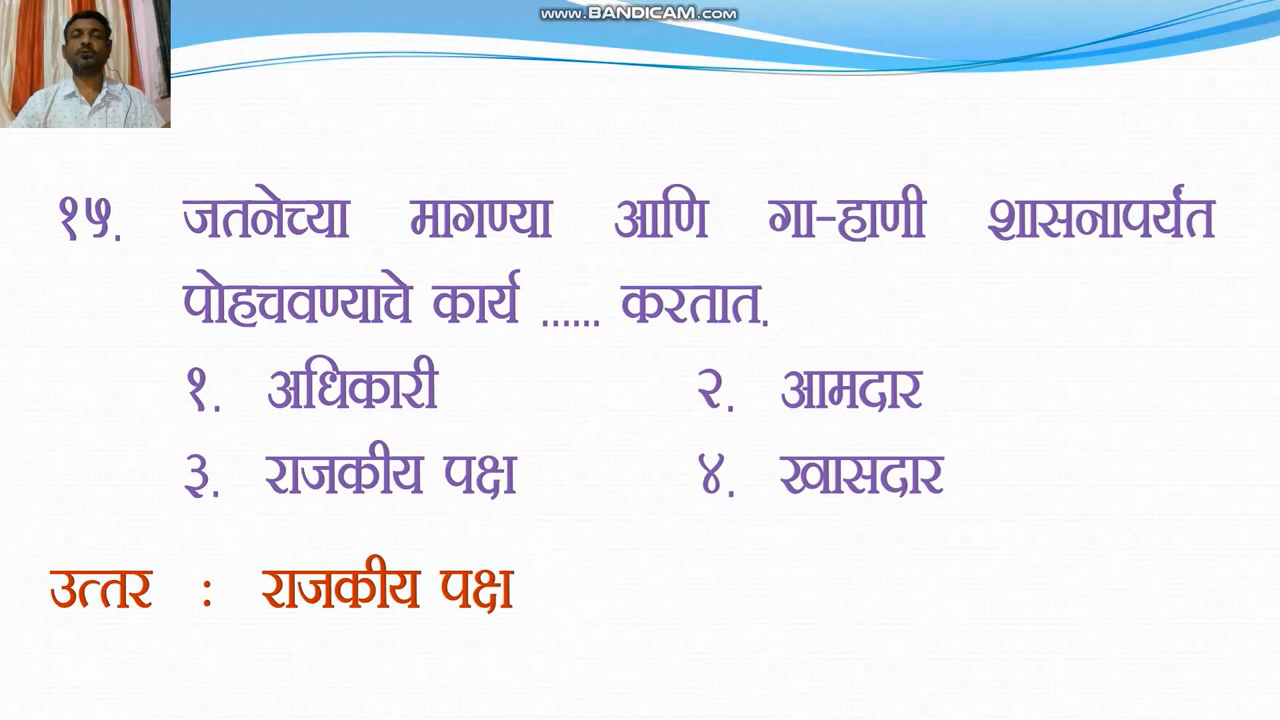 www.BANDICAM.com
१५. जतनेच्या मागण्या आणि गा-हाणी शासनापर्यंत
पोहचवण्याचे कार्य ...... करतात.
१. अधिकारी २. आमदार
३. राजकीय पक्ष ४. खासदार
उत्तर : राजकीय पक्ष